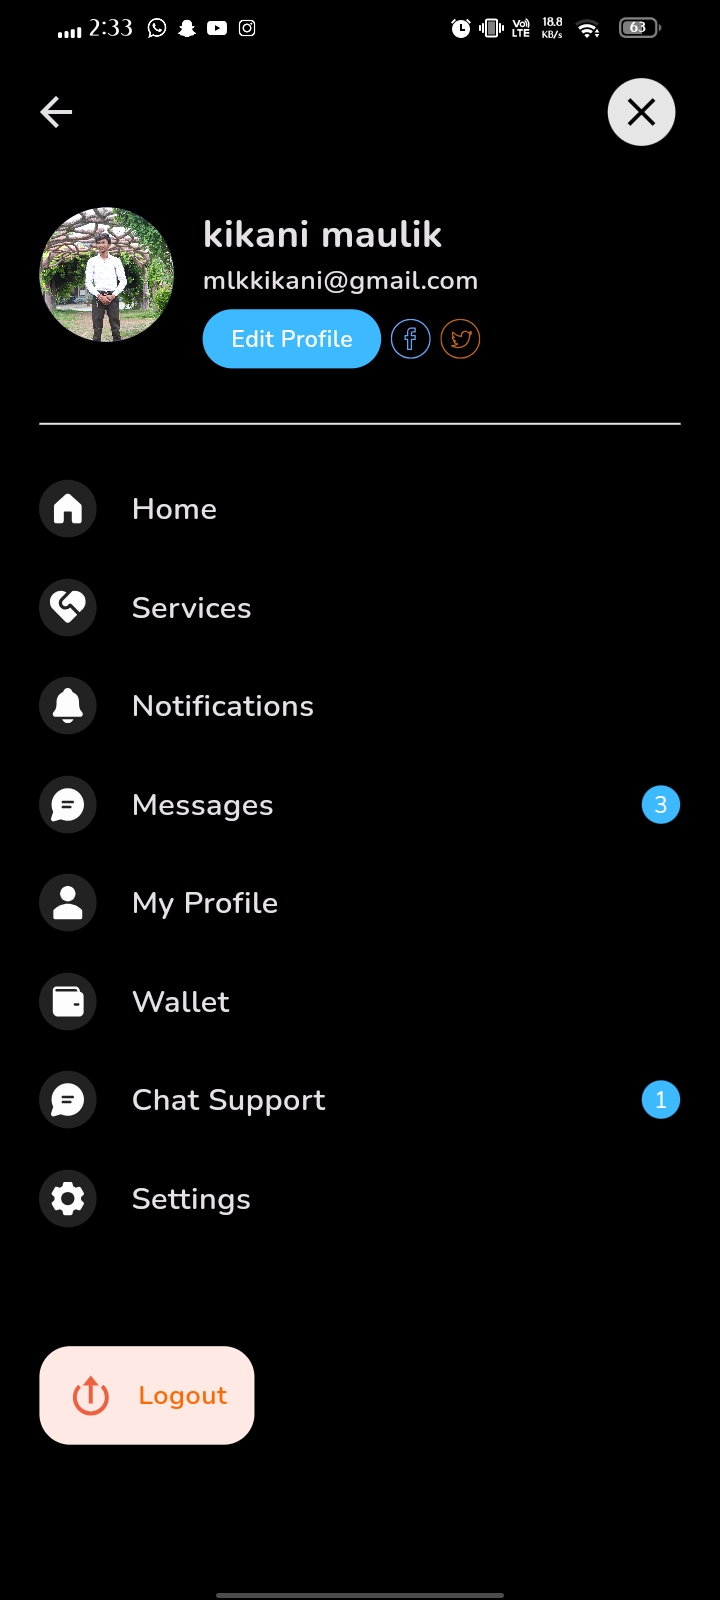 2:33
Vo) LTE
18.8 KB/s
63
kikani maulik
mlkkikani@gmail.com
Edit Profile
Home
Services
Notifications
Messages
3
My Profile
Wallet
Chat Support
1
Settings
Logout